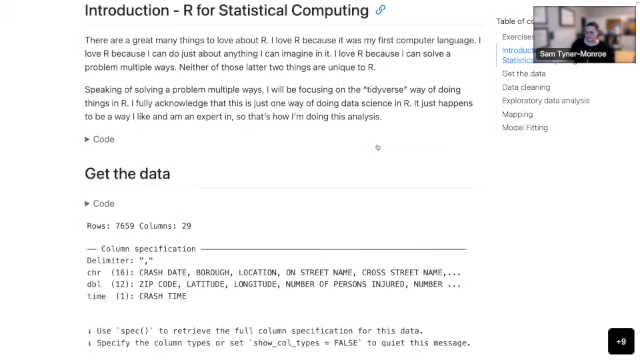 Introduction - R for Statistical Computing
There are a great many things to love about R. I love R because it was my first computer language. I
love R because I can do just about anything I can imagine in it. I love R because I can solve a
problem multiple ways. Neither of those latter two things are unique to R.
Speaking of solving a problem multiple ways, I will be focusing on the “tidyverse” way of doing
things in R. I fully acknowledge that this is just one way of doing data science in R. It just happens
to be a way I like and am an expert in, so that's how I'm doing this analysis.
Code
Get the data
Code
Rows: 7659 Columns: 29
Column specification
Delimiter: ","
chr (16): CRASH DATE, BOROUGH, LOCATION, ON STREET NAME, CROSS STREET NAME,...
dbl (12): ZIP CODE, LATITUDE, LONGITUDE, NUMBER OF PERSONS INJURED, NUMBER ...
time (1): CRASH TIME
ℹ Use `spec()` to retrieve the full column specification for this data.
ℹ Specify the column types or set `show_col_types = FALSE` to quiet this message.
Table of co
Exercises
Introduc
Statistical
Get the data
Data cleaning
Exploratory data analysis
Mapping
Model Fitting
Sam Tyner-Monroe
+9